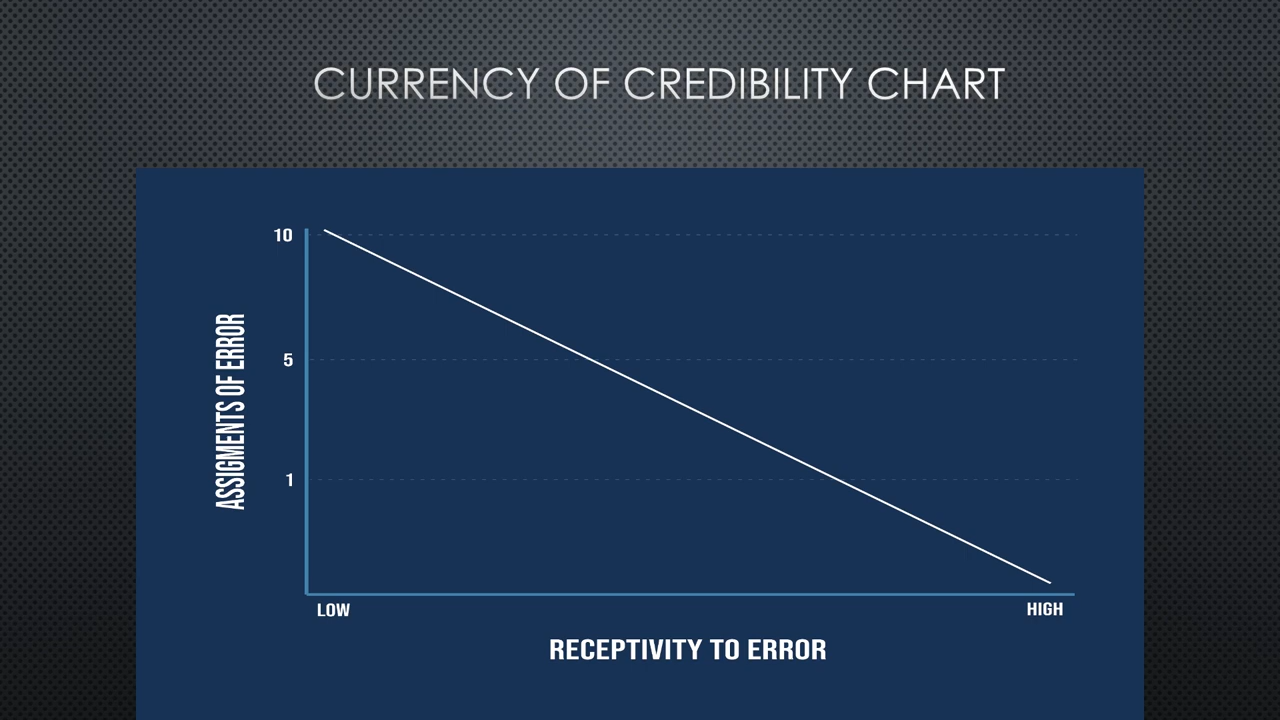 CURRENCY OF CREDIBILITY CHART
10
5
1
ASSIGMENTS OF ERROR
LOW
HIGH
RECEPTIVITY TO ERROR